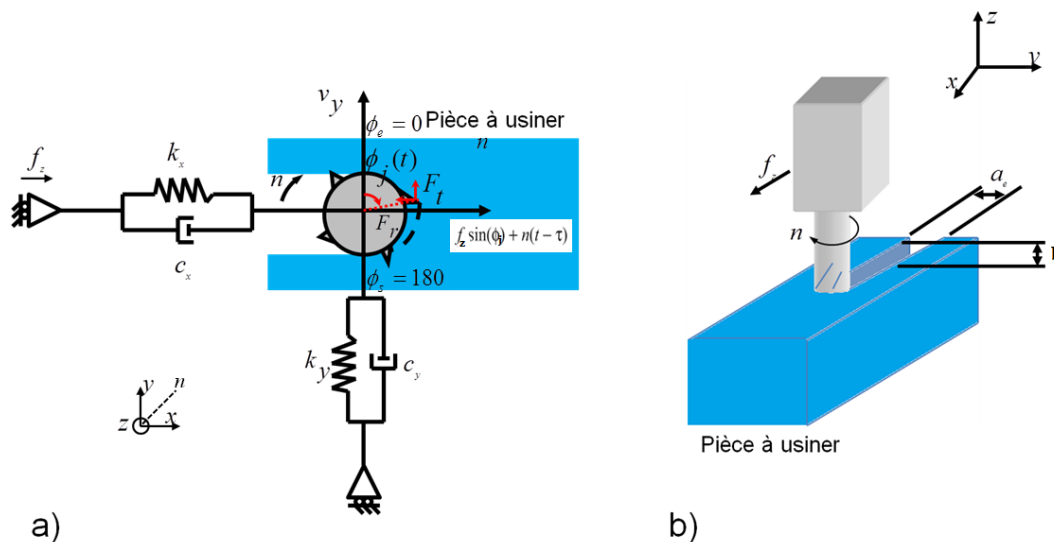 v_y
ϕ_e = 0
Pièce à usiner
n
ϕ_j(t)
f_z
k_x
n
F_t
F_r
f_z sin(ϕ_j) + n(t − τ)
c_x
ϕ_s = 180
k_y
c_y
y
n
z
x
a)
z
y
x
f_z
a_e
n
Pièce à usiner
b)